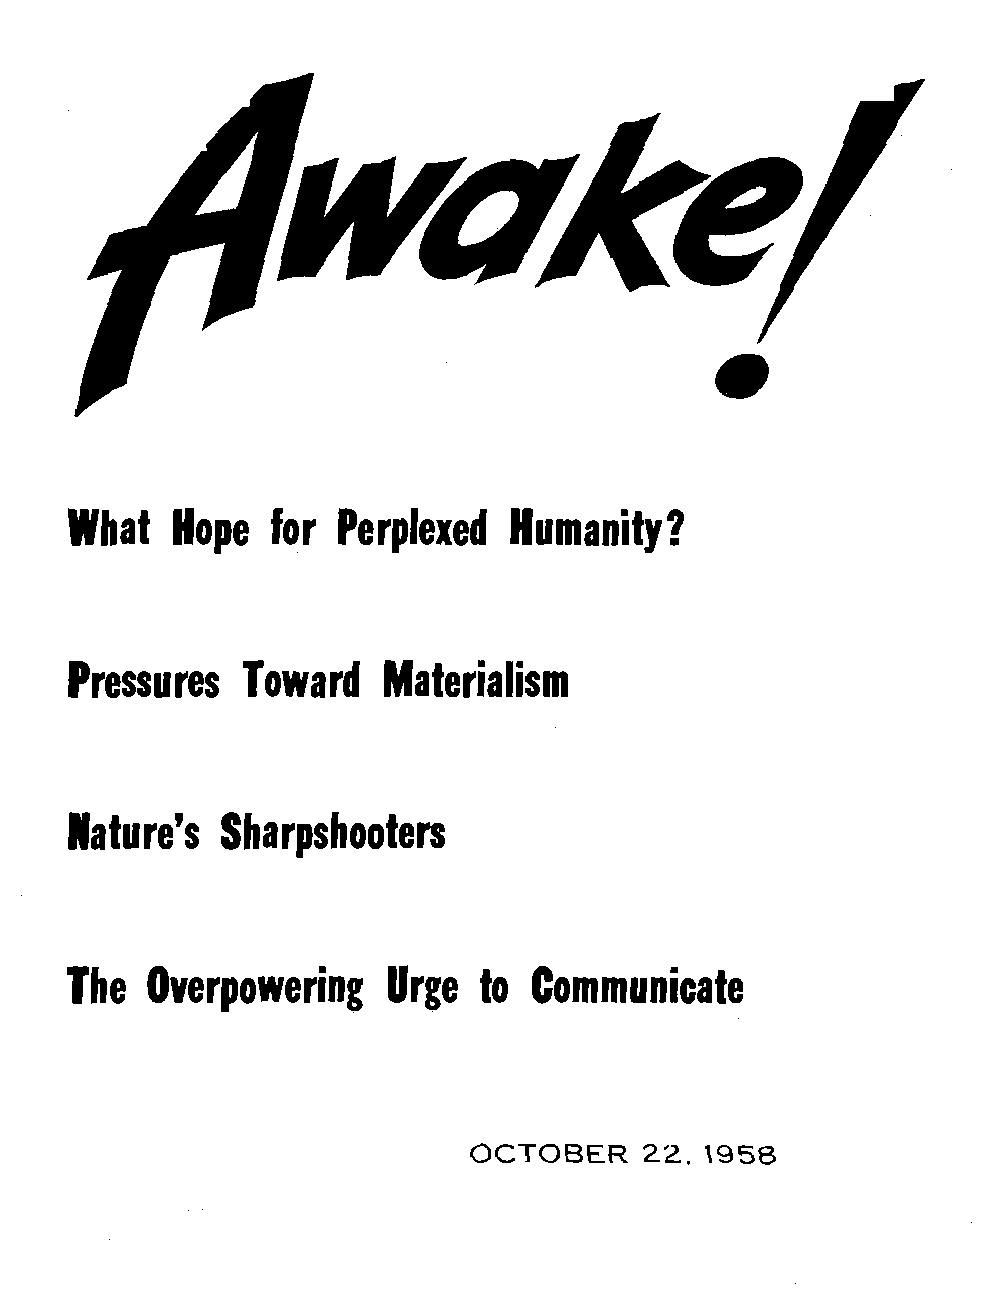 Awake!
What Hope for Perplexed Humanity?
Pressures Toward Materialism
Nature's Sharpshooters
The Overpowering Urge to Communicate
OCTOBER 22, 1958